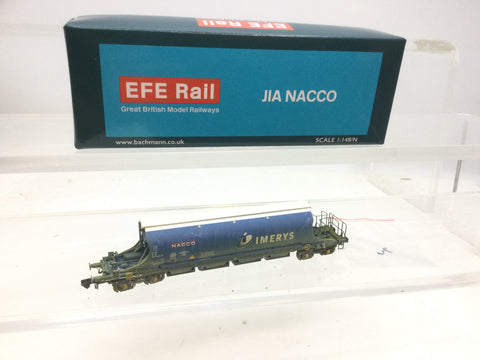 EFE Rail
Great British Model Railways
JIA NACCO
www.bachmann.co.uk
SCALE 1:148/N
NACCO
IMERYS